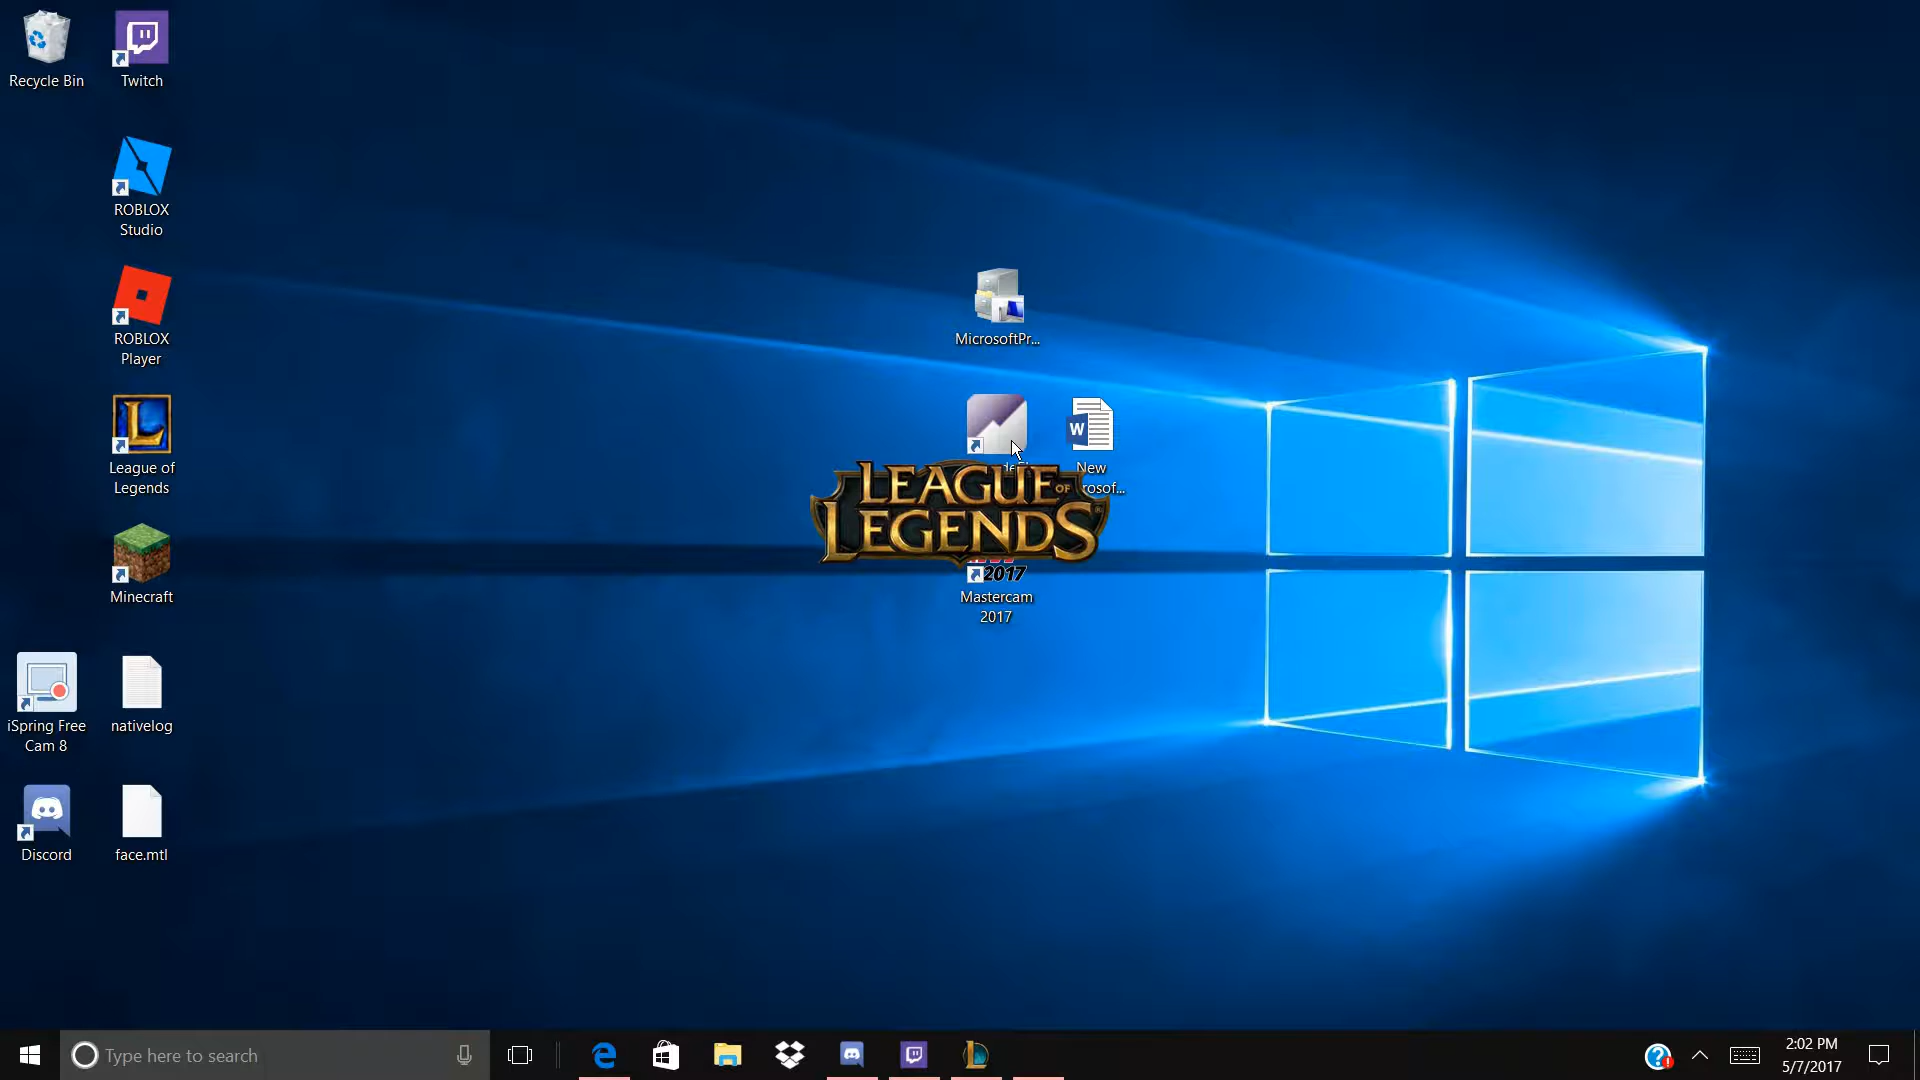 Recycle Bin
Twitch
ROBLOX
Studio
ROBLOX
Player
League of
Legends
Minecraft
iSpring Free
Cam 8
nativelog
Discord
face.mtl
MicrosoftPr...
W
New
rosof...
LEAGUE
OF
LEGENDS
2017
Mastercam
2017
Type here to search
2:02 PM
5/7/2017